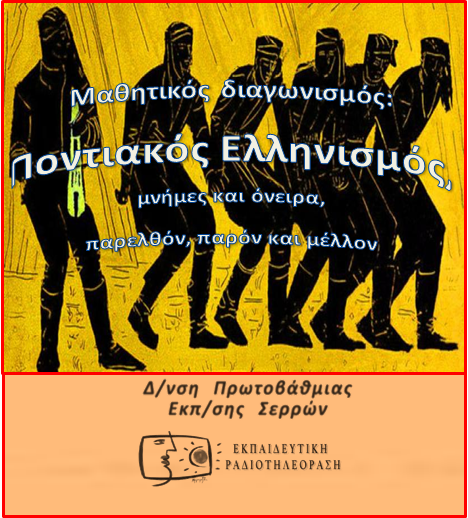 Μαθητικός διαγωνισμός:
Ποντιακός Ελληνισμός,
μνήμες και όνειρα,
παρελθόν, παρόν και μέλλον
Δ/νση Πρωτοβάθμιας
Εκπ/σης Σερρών
ΕΚΠΑΙΔΕΥΤΙΚΗ
ΡΑΔΙΟΤΗΛΕΟΡΑΣΗ